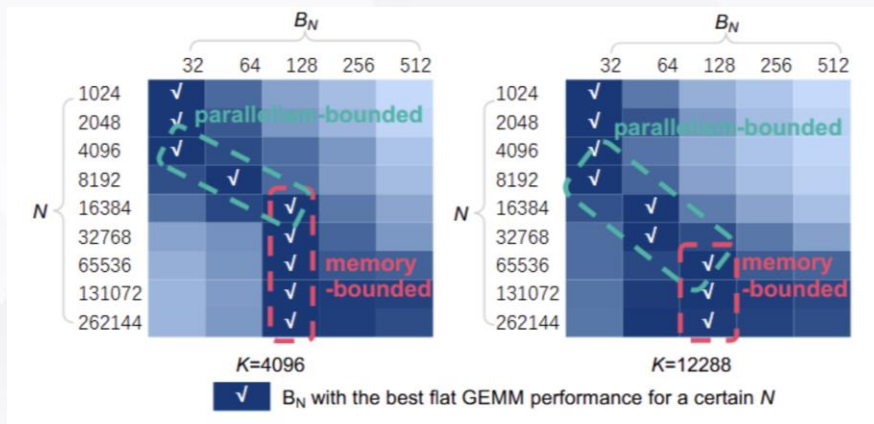 B_N B_N
32 64 128 256 512 32 64 128 256 512
1024 √ 1024 √
2048 √ parallelism-bounded 2048 √ parallelism-bounded
4096 √ 4096 √
8192 √ 8192 √
N 16384 √ N 16384 √
32768 √ 32768 √
65536 √ memory 65536 √ memory
131072 √ -bounded 131072 √ -bounded
262144 √ 262144 √
K=4096 K=12288
√ B_N with the best flat GEMM performance for a certain N